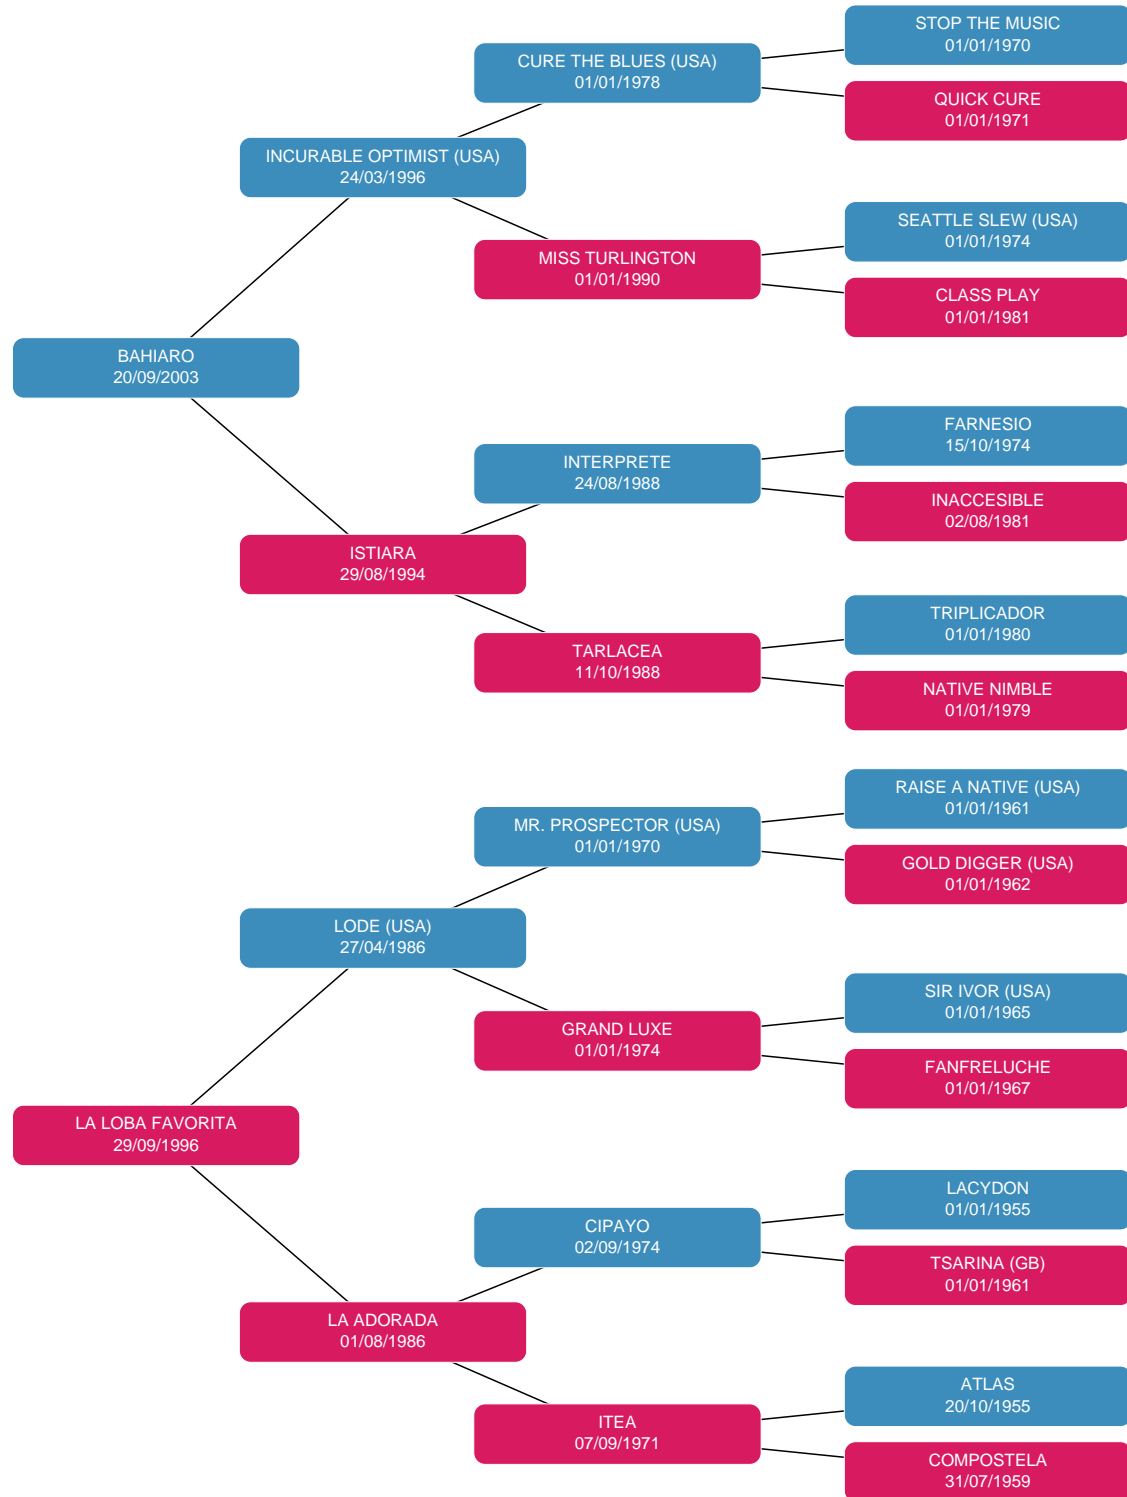 STOP THE MUSIC
01/01/1970
CURE THE BLUES (USA)
01/01/1978
QUICK CURE
01/01/1971
INCURABLE OPTIMIST (USA)
24/03/1996
SEATTLE SLEW (USA)
01/01/1974
MISS TURLINGTON
01/01/1990
CLASS PLAY
01/01/1981
BAHIARO
20/09/2003
FARNESIO
15/10/1974
INTERPRETE
24/08/1988
INACCESIBLE
02/08/1981
ISTIARA
29/08/1994
TRIPLICADOR
01/01/1980
TARLACEA
11/10/1988
NATIVE NIMBLE
01/01/1979
RAISE A NATIVE (USA)
01/01/1961
MR. PROSPECTOR (USA)
01/01/1970
GOLD DIGGER (USA)
01/01/1962
LODE (USA)
27/04/1986
SIR IVOR (USA)
01/01/1965
GRAND LUXE
01/01/1974
FANFRELUCHE
01/01/1967
LA LOBA FAVORITA
29/09/1996
LACYDON
01/01/1955
CIPAYO
02/09/1974
TSARINA (GB)
01/01/1961
LA ADORADA
01/08/1986
ATLAS
20/10/1955
ITEA
07/09/1971
COMPOSTELA
31/07/1959